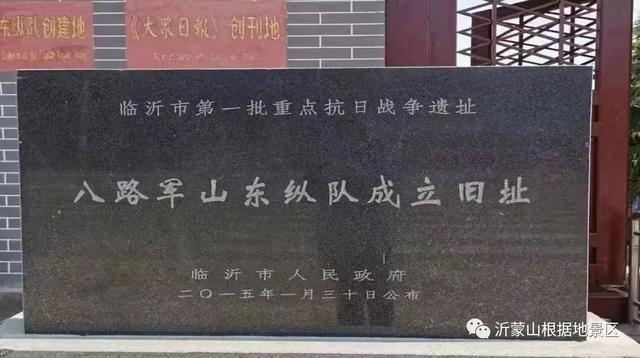 东纵队创建地
《大众日报》创刊地
临沂市第一批重点抗日战争遗址
八路军山东纵队成立旧址
临沂市人民政府
二〇一五年一月三十日公布
沂蒙山根据地景区